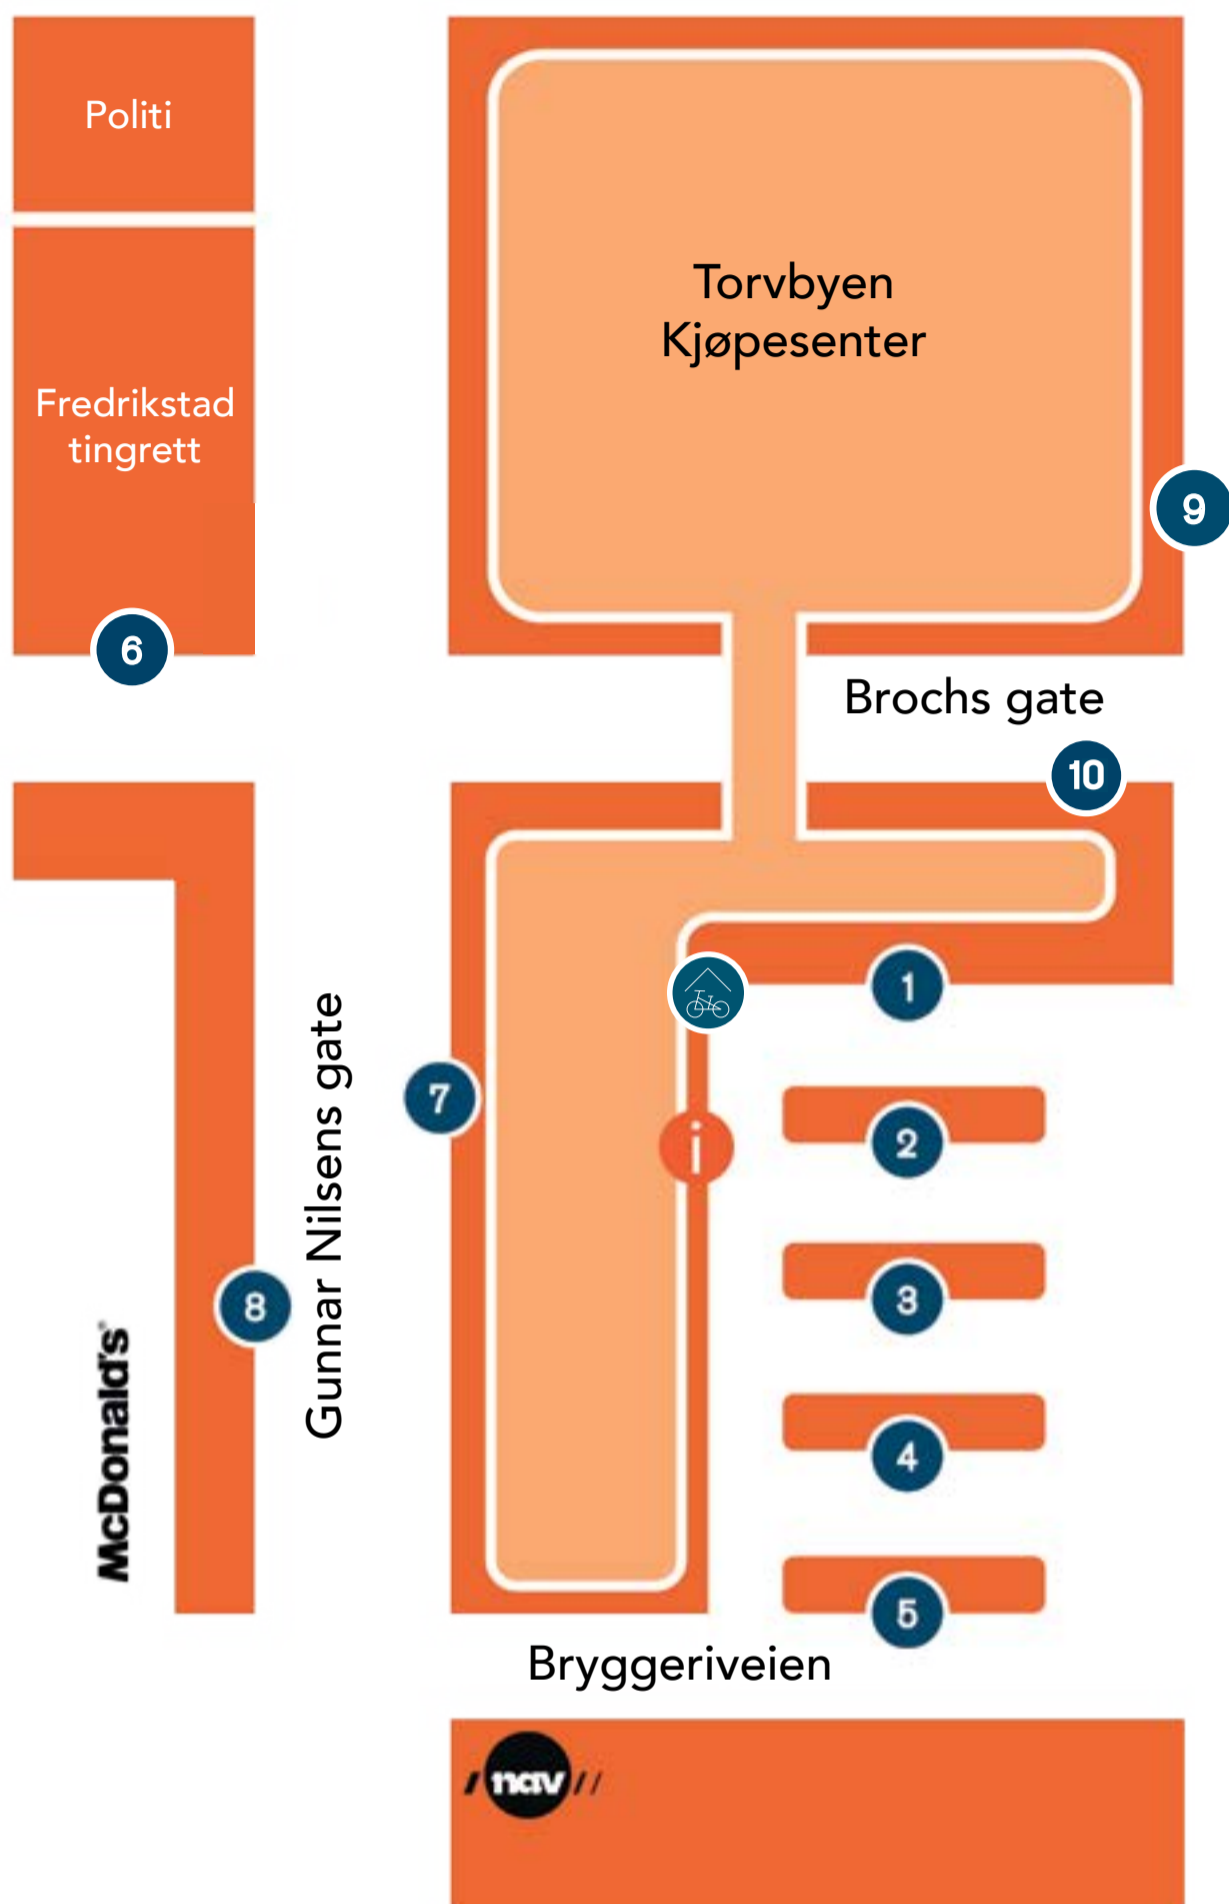 Politi
Torvbyen
Kjøpesenter
Fredrikstad
tingrett
9
6
Brochs gate
10
1
7
Gunnar Nilsens gate
i
2
8
3
McDonald's
4
5
Bryggeriveien
nav